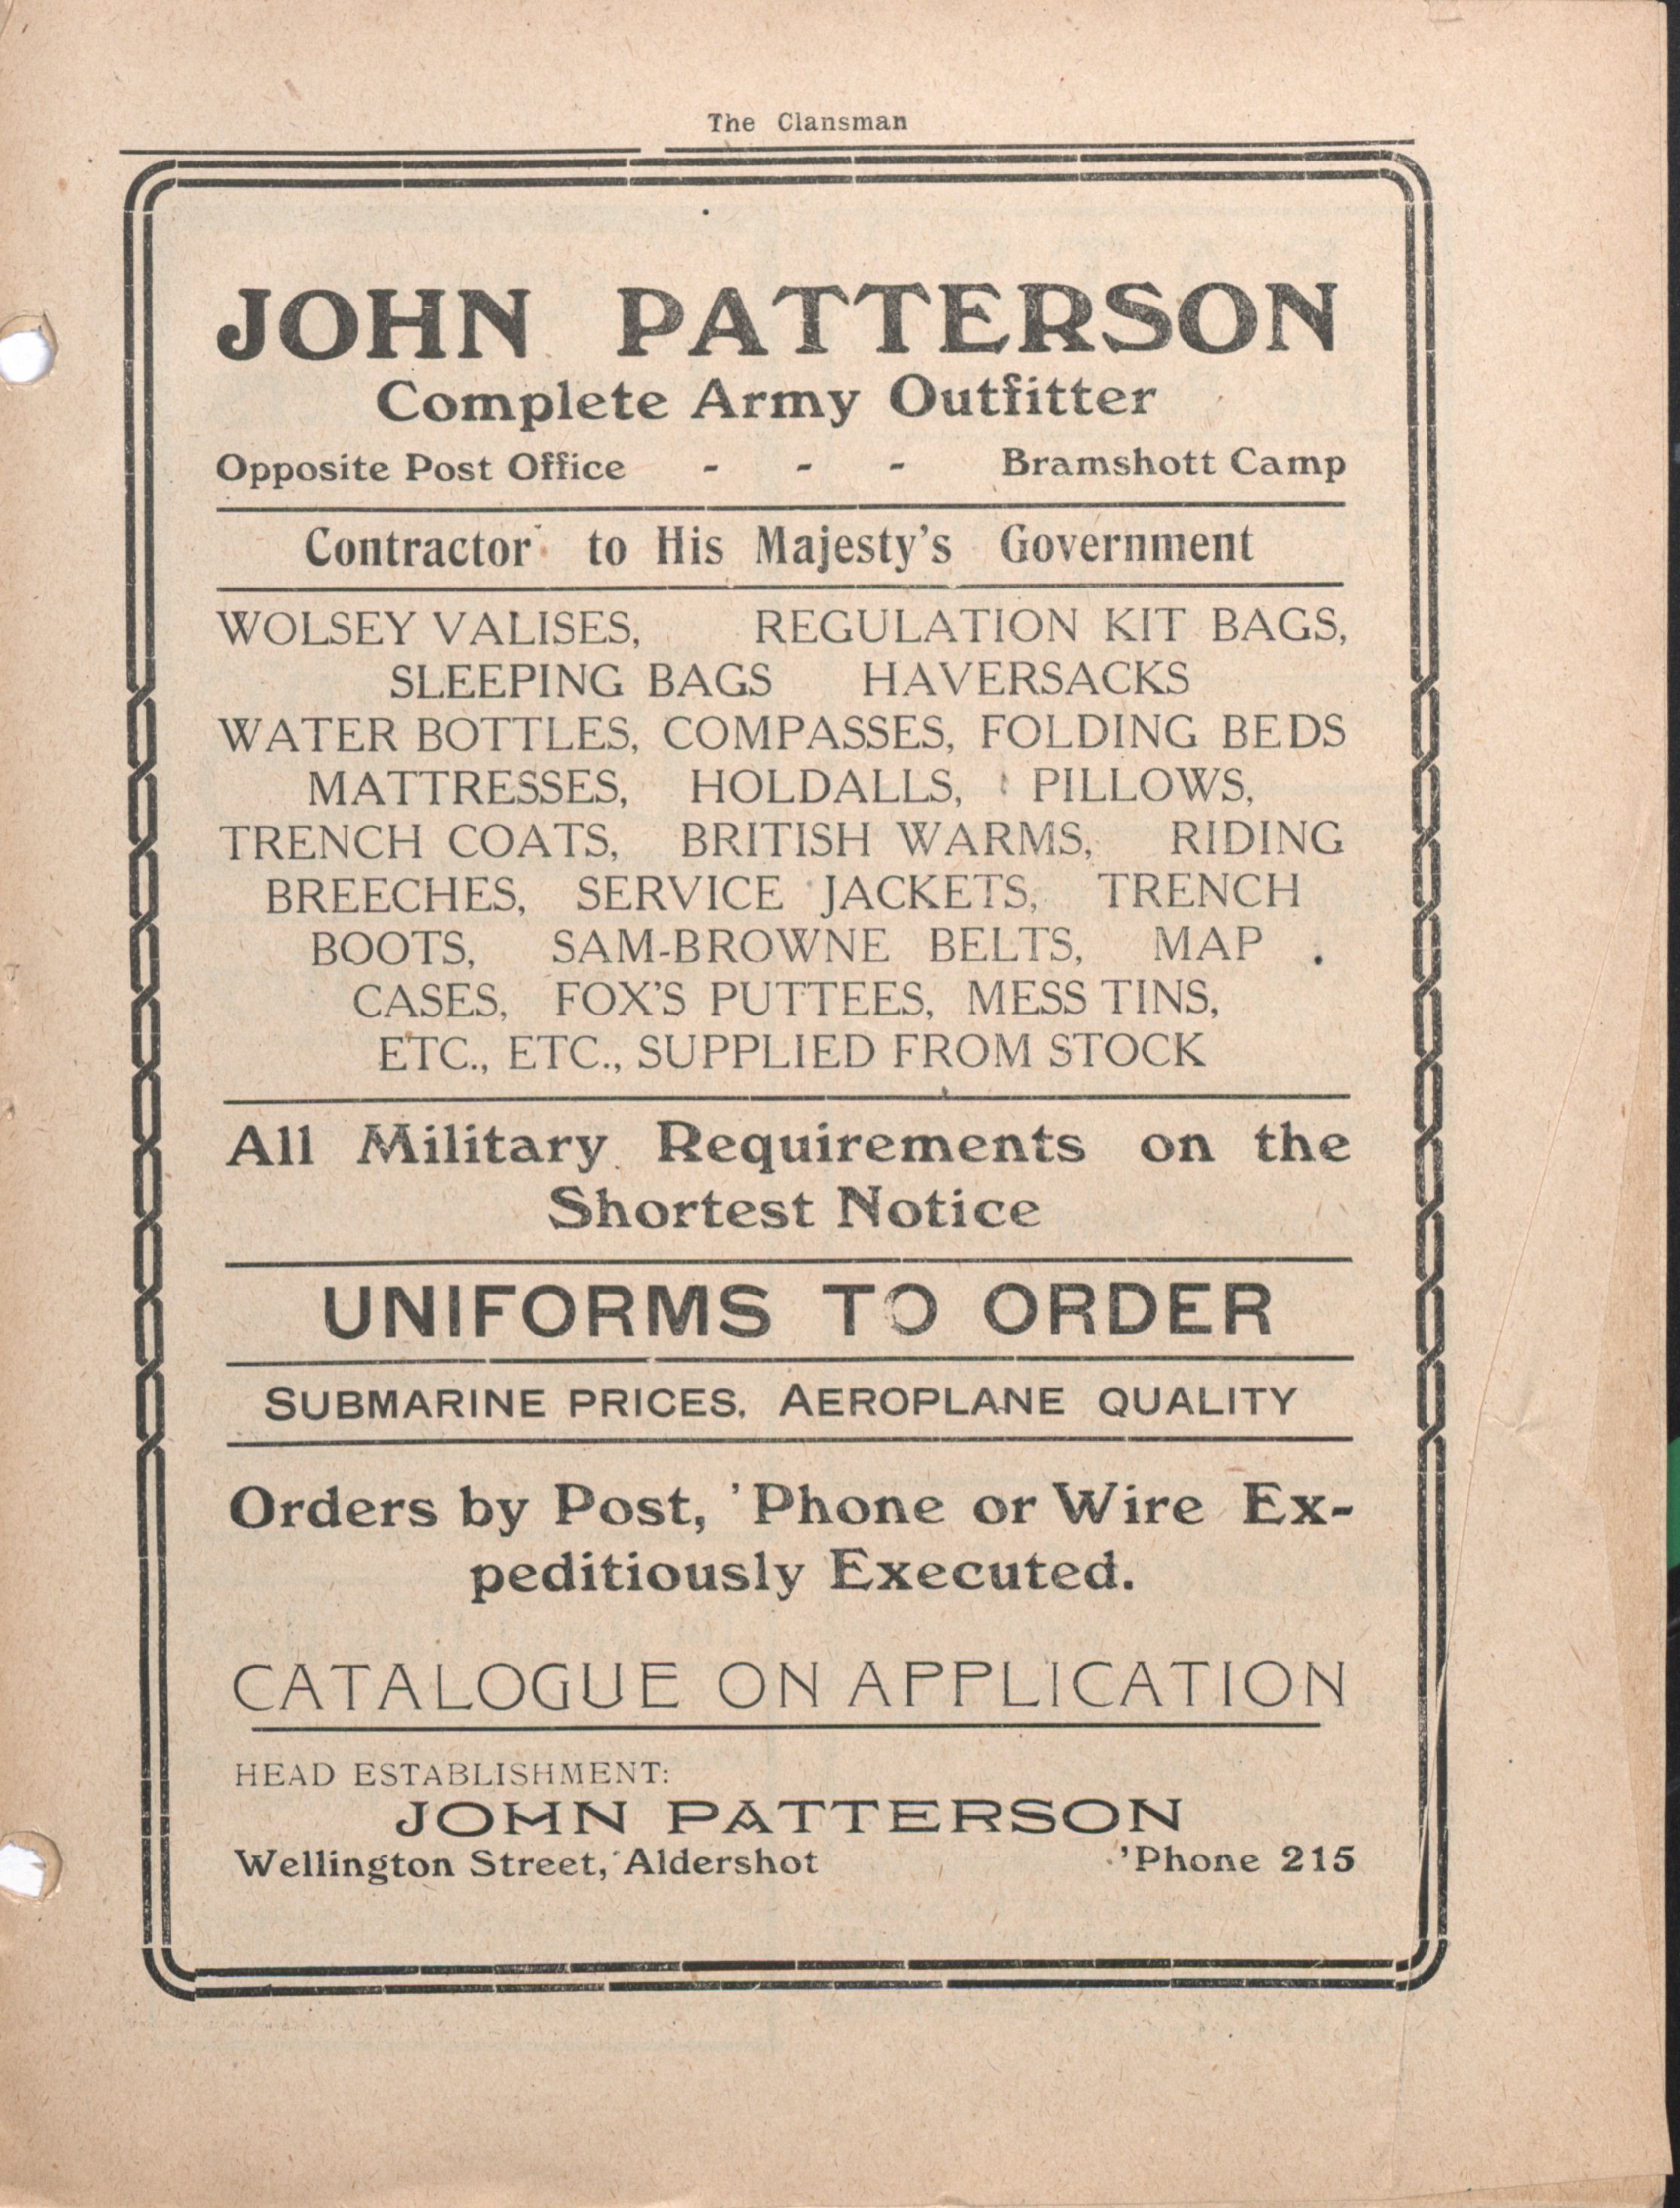 The Clansman
JOHN PATTERSON
Complete Army Outfitter
Opposite Post Office - - - Bramshott Camp
Contractor to His Majesty's Government
WOLSEY VALISES, REGULATION KIT BAGS,
SLEEPING BAGS HAVERSACKS
WATER BOTTLES, COMPASSES, FOLDING BEDS
MATTRESSES, HOLDALLS, PILLOWS,
TRENCH COATS, BRITISH WARMS, RIDING
BREECHES, SERVICE JACKETS, TRENCH
BOOTS, SAM-BROWNE BELTS, MAP
CASES, FOX'S PUTTEES, MESS TINS,
ETC., ETC., SUPPLIED FROM STOCK
All Military Requirements on the
Shortest Notice
UNIFORMS TO ORDER
SUBMARINE PRICES. AEROPLANE QUALITY
Orders by Post, 'Phone or Wire Ex-
peditiously Executed.
CATALOGUE ON APPLICATION
HEAD ESTABLISHMENT:
JOHN PATTERSON
Wellington Street, Aldershot 'Phone 215